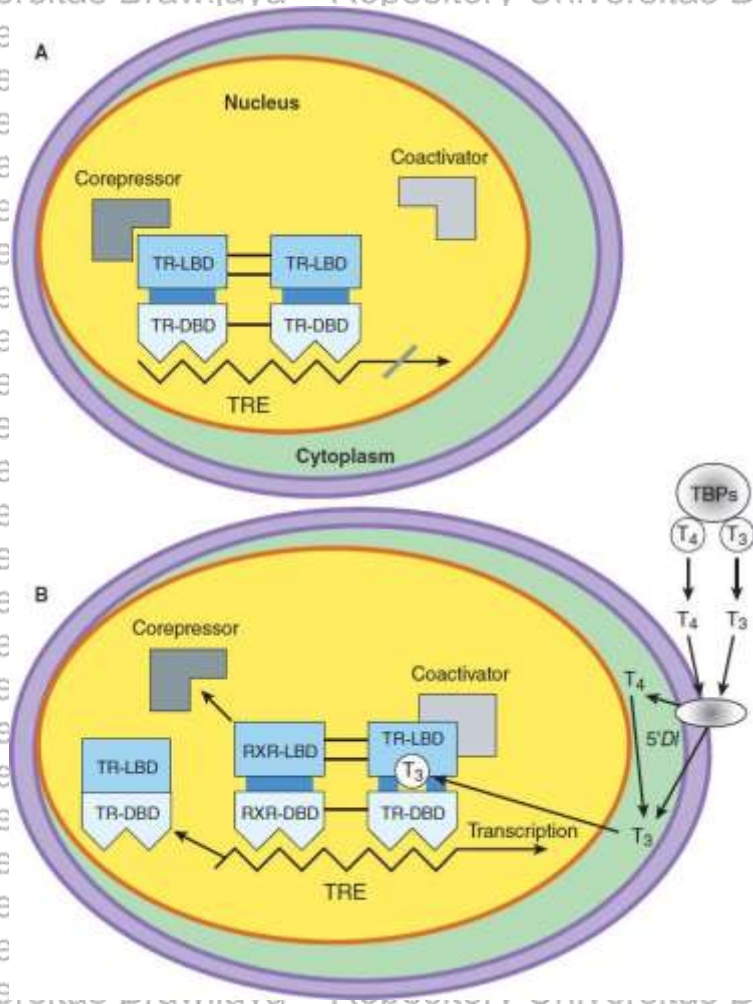 A
Nucleus
Coactivator
Corepressor
TR-LBD
TR-LBD
TR-DBD
TR-DBD
TRE
Cytoplasm
TBPs
T4
T3
B
T4
T3
Corepressor
Coactivator
T4
5'DI
TR-LBD
RXR-LBD
TR-LBD
T3
TR-DBD
RXR-DBD
TR-DBD
Transcription
T3
TRE